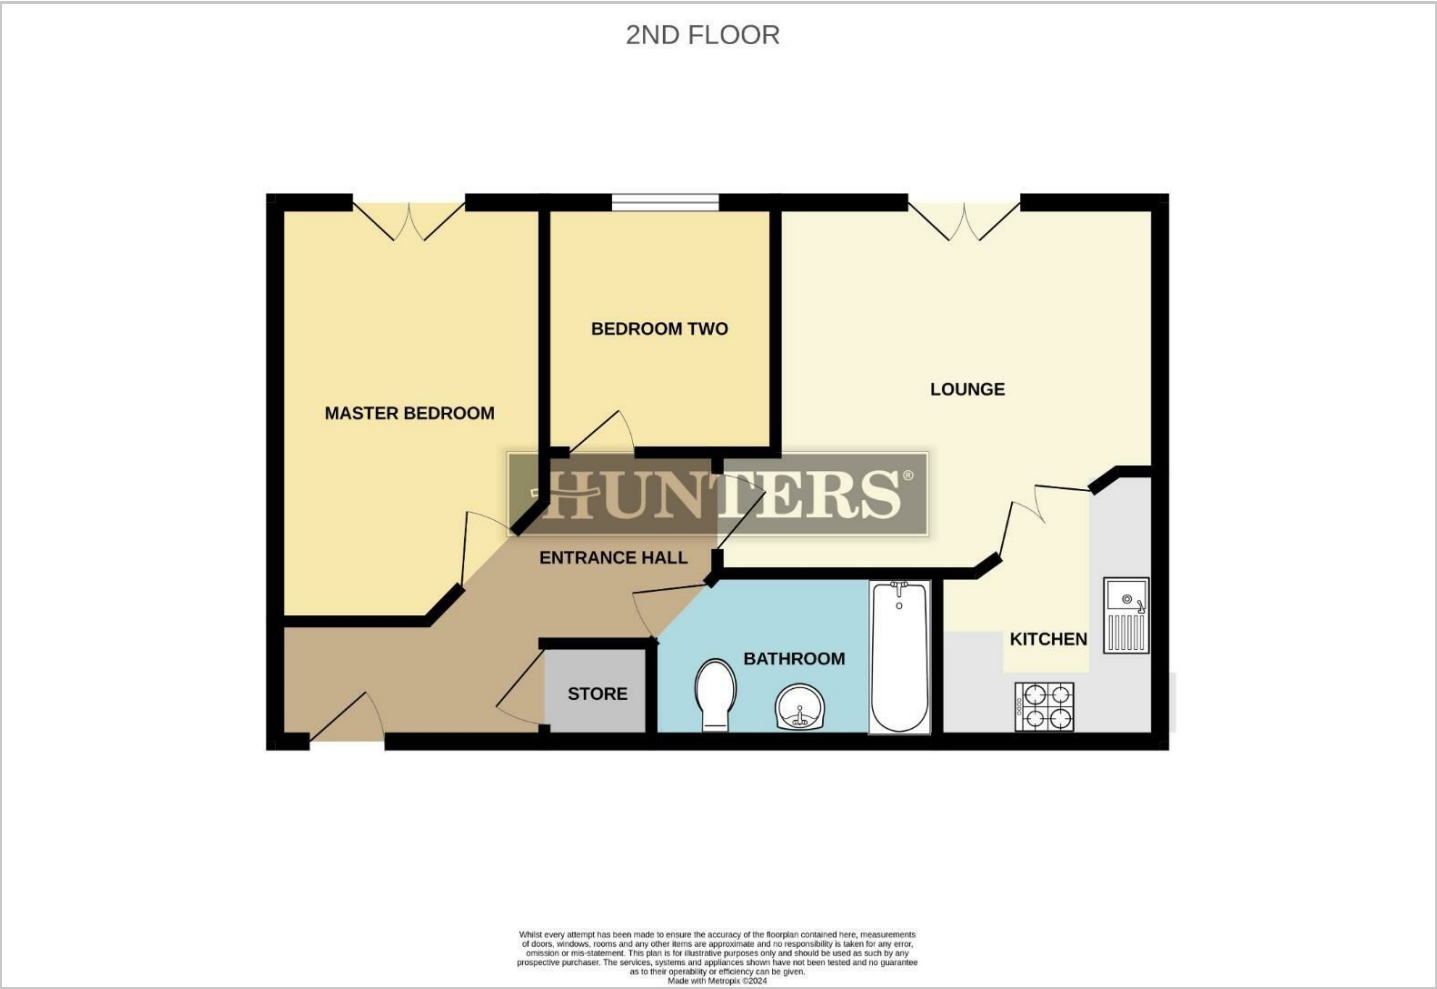 2ND FLOOR
BEDROOM TWO
LOUNGE
MASTER BEDROOM
HUNTERS®
ENTRANCE HALL
KITCHEN
BATHROOM
STORE
Whilst every attempt has been made to ensure the accuracy of the floorplan contained here, measurements
of doors, windows, rooms and any other items are approximate and no responsibility is taken for any error,
omission or mis-statement. This plan is for illustrative purposes only and should be used as such by any
prospective purchaser. The services, systems and appliances shown have not been tested and no guarantee
as to their operability or efficiency can be given.
Made with Metropix ©2024